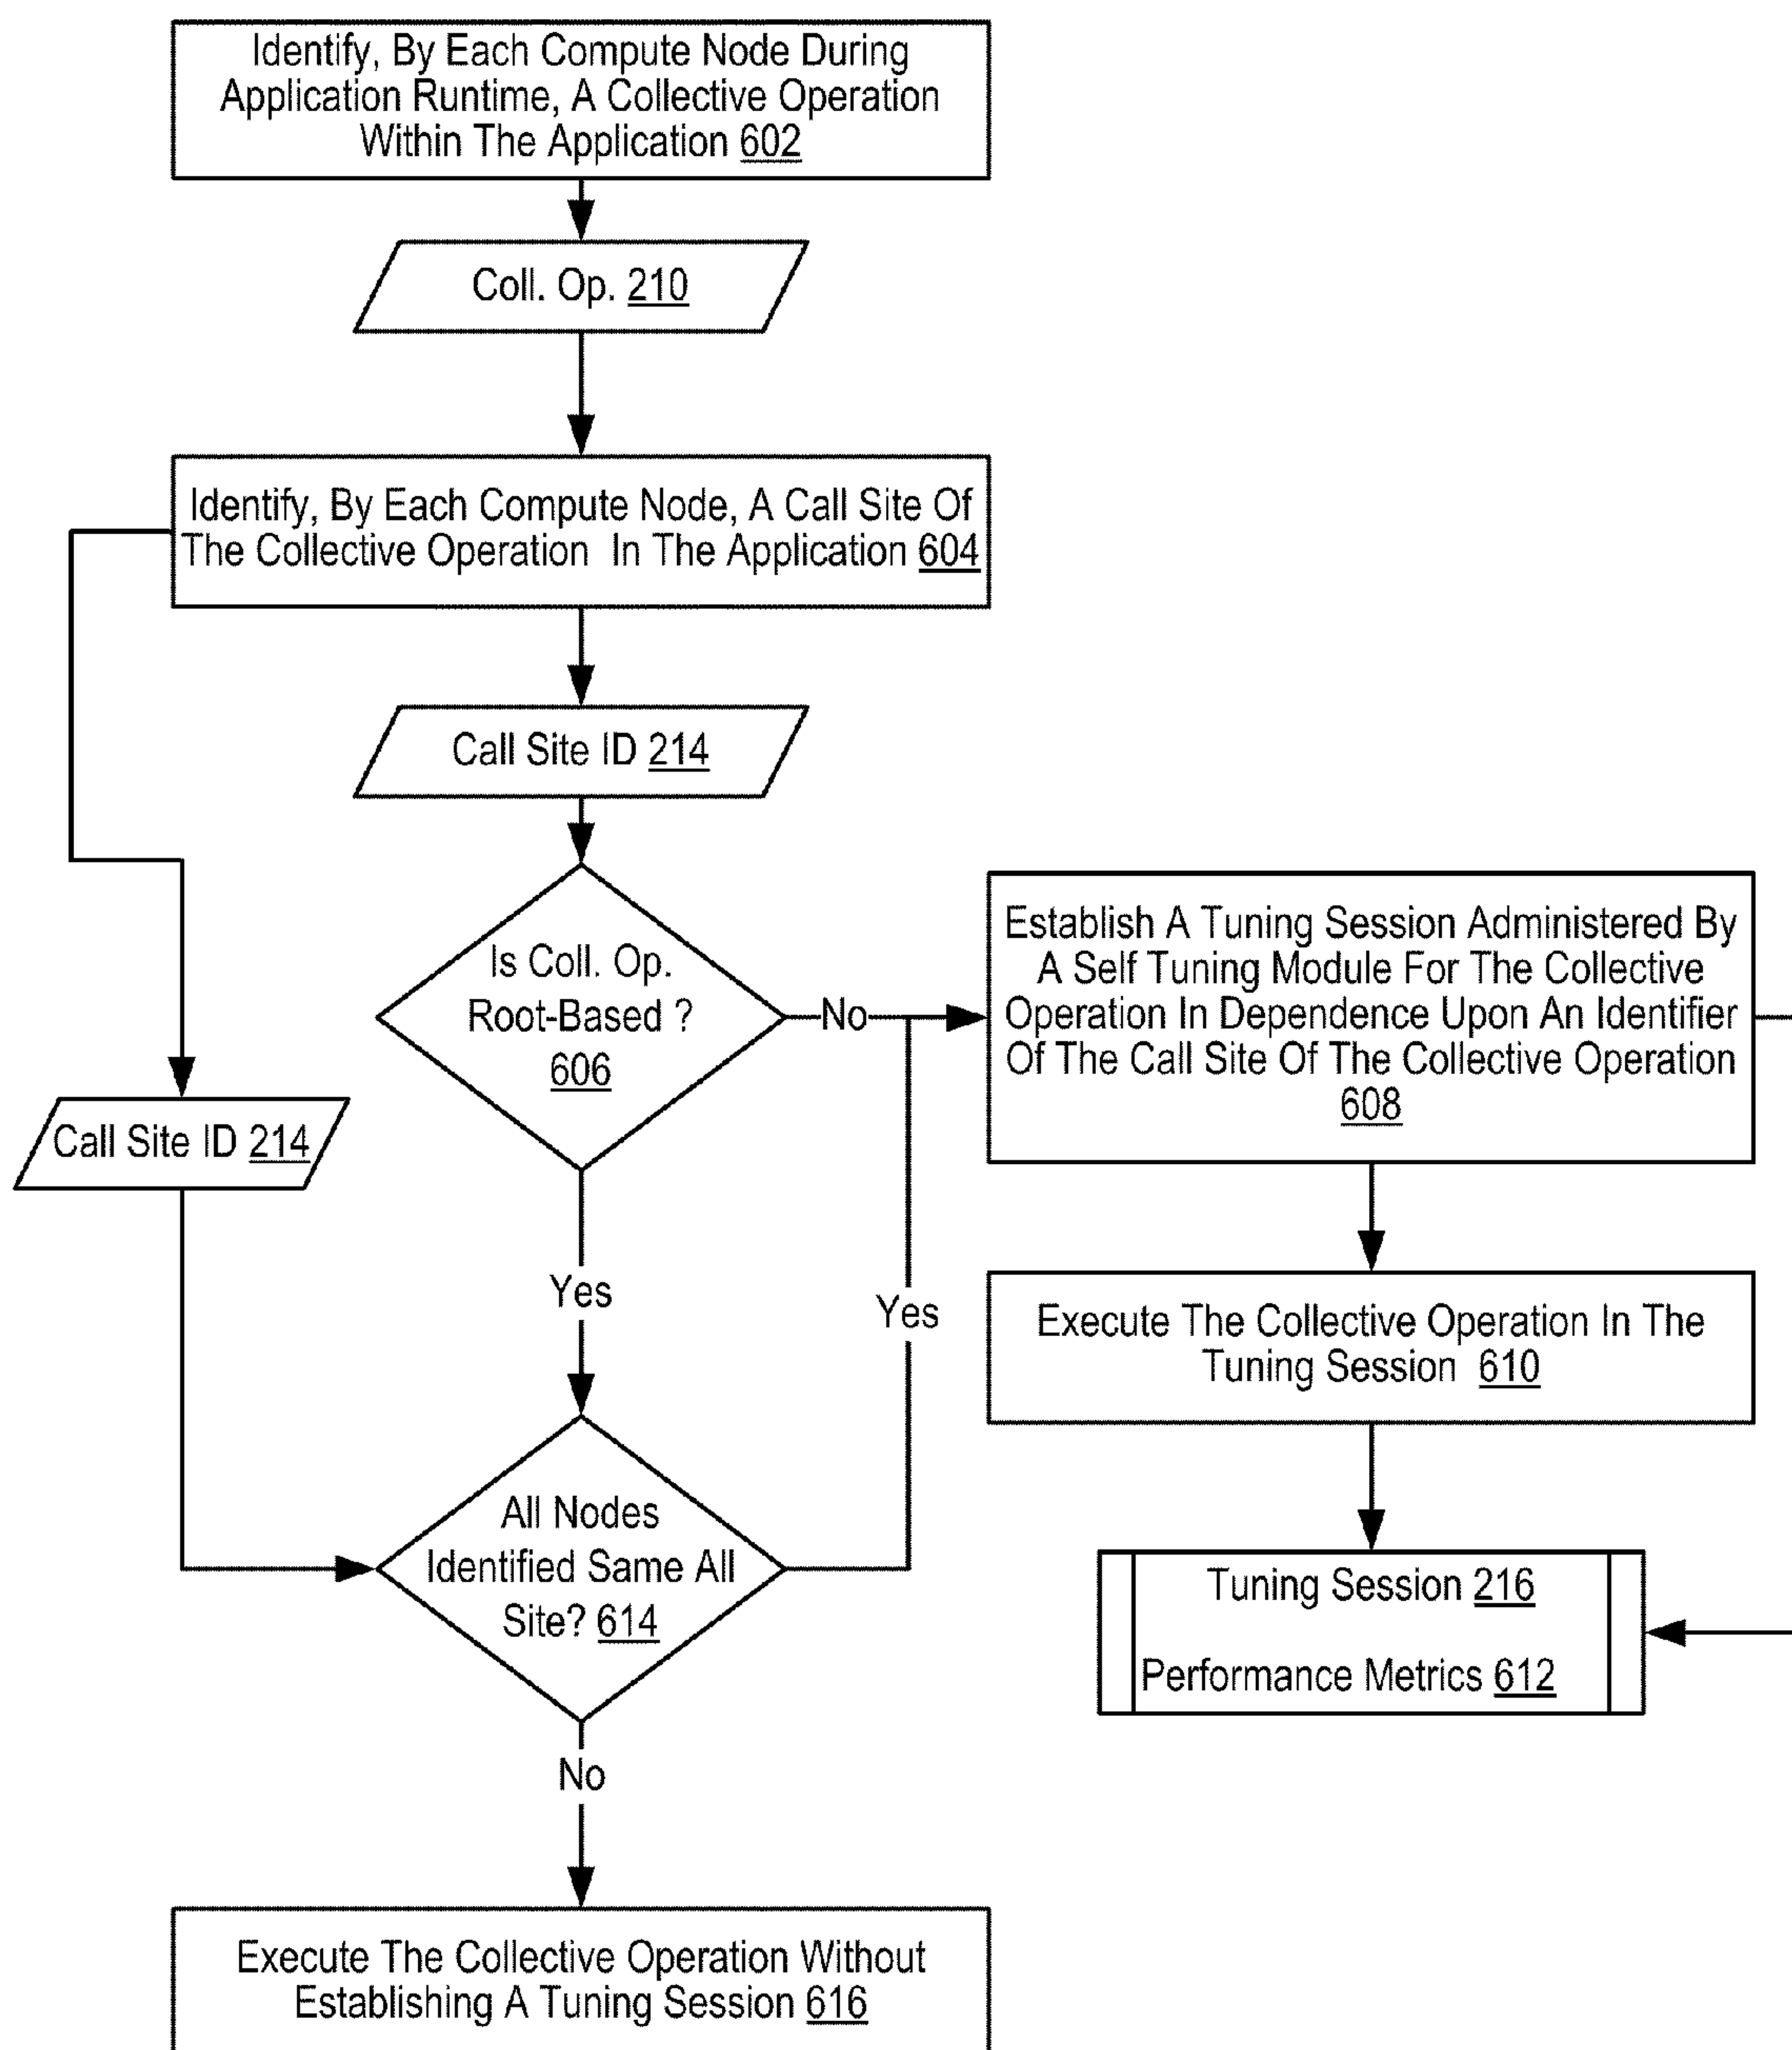 Identify, By Each Compute Node During
Application Runtime, A Collective Operation
Within The Application 602
Coll. Op. 210
Identify, By Each Compute Node, A Call Site Of
The Collective Operation In The Application 604
Call Site ID 214
Is Coll. Op.
Root-Based ?
606
No
Establish A Tuning Session Administered By
A Self Tuning Module For The Collective
Operation In Dependence Upon An Identifier
Of The Call Site Of The Collective Operation
608
Call Site ID 214
Yes
Yes
Execute The Collective Operation In The
Tuning Session 610
All Nodes
Identified Same All
Site? 614
Tuning Session 216
Performance Metrics 612
No
Execute The Collective Operation Without
Establishing A Tuning Session 616